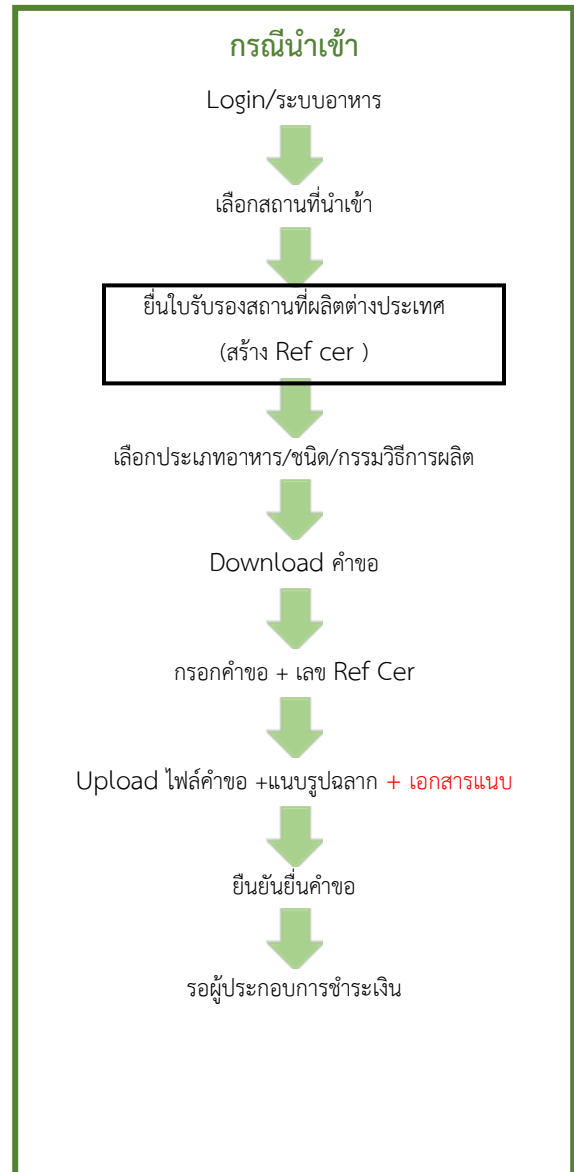 กรณีนำเข้า
Login/ระบบอาหาร
เลือกสถานที่นำเข้า
ยื่นใบรับรองสถานที่ผลิตต่างประเทศ
(สร้าง Ref cer )
เลือกประเภทอาหาร/ชนิด/กรรมวิธีการผลิต
Download คำขอ
กรอกคำขอ + เลข Ref Cer
Upload ไฟล์คำขอ +แนบรูปฉลาก + เอกสารแนบ
ยืนยันยื่นคำขอ
รอผู้ประกอบการชำระเงิน